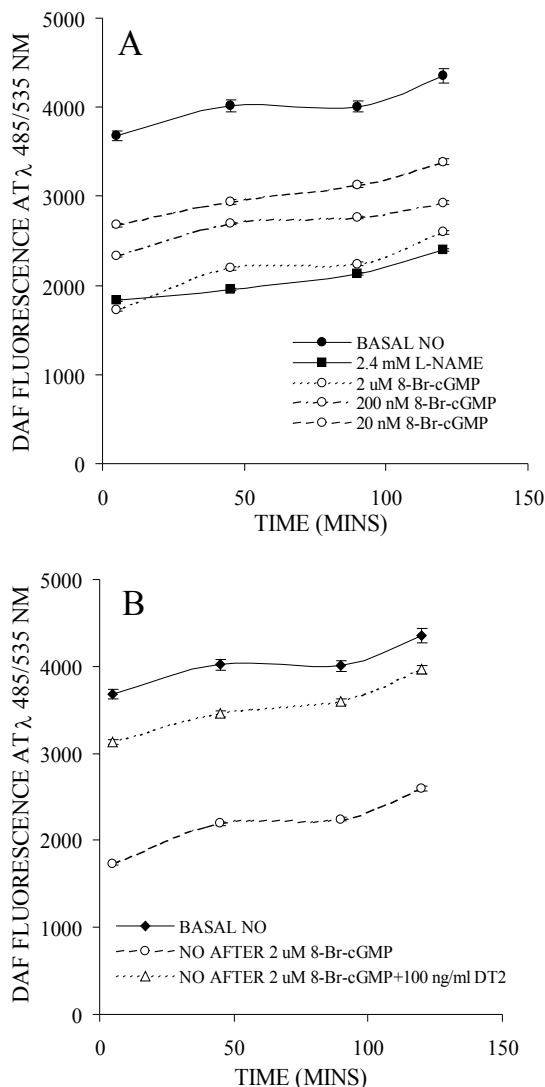 A
DAF FLUORESCENCE AT λ 485/535 NM
5000
4000
3000
2000
1000
0
BASAL NO
2.4 mM L-NAME
2 uM 8-Br-cGMP
200 nM 8-Br-cGMP
20 nM 8-Br-cGMP
0 50 100 150
TIME (MINS)
B
DAF FLUORESCENCE AT λ 485/535 NM
5000
4000
3000
2000
1000
0
BASAL NO
NO AFTER 2 uM 8-Br-cGMP
NO AFTER 2 uM 8-Br-cGMP+100 ng/ml DT2
0 50 100 150
TIME (MINS)